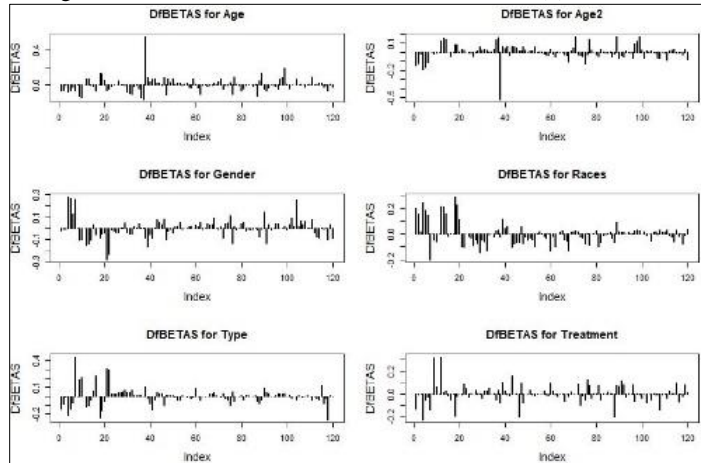 DfBETAS for Age
DfBETAS for Age2
DfBETAS
0.4
0.0
0 20 40 60 80 100 120
Index
DfBETAS
0.1
-0.2
0 20 40 60 80 100 120
Index
DfBETAS for Gender
DfBETAS for Races
DfBETAS
0.3
0.1
-0.1
-0.3
0 20 40 60 80 100 120
Index
DfBETAS
0.2
0.0
-0.2
0 20 40 60 80 100 120
Index
DfBETAS for Type
DfBETAS for Treatment
DfBETAS
0.4
0.1
-0.2
0 20 40 60 80 100 120
Index
DfBETAS
0.2
0.0
-0.2
0 20 40 60 80 100 120
Index